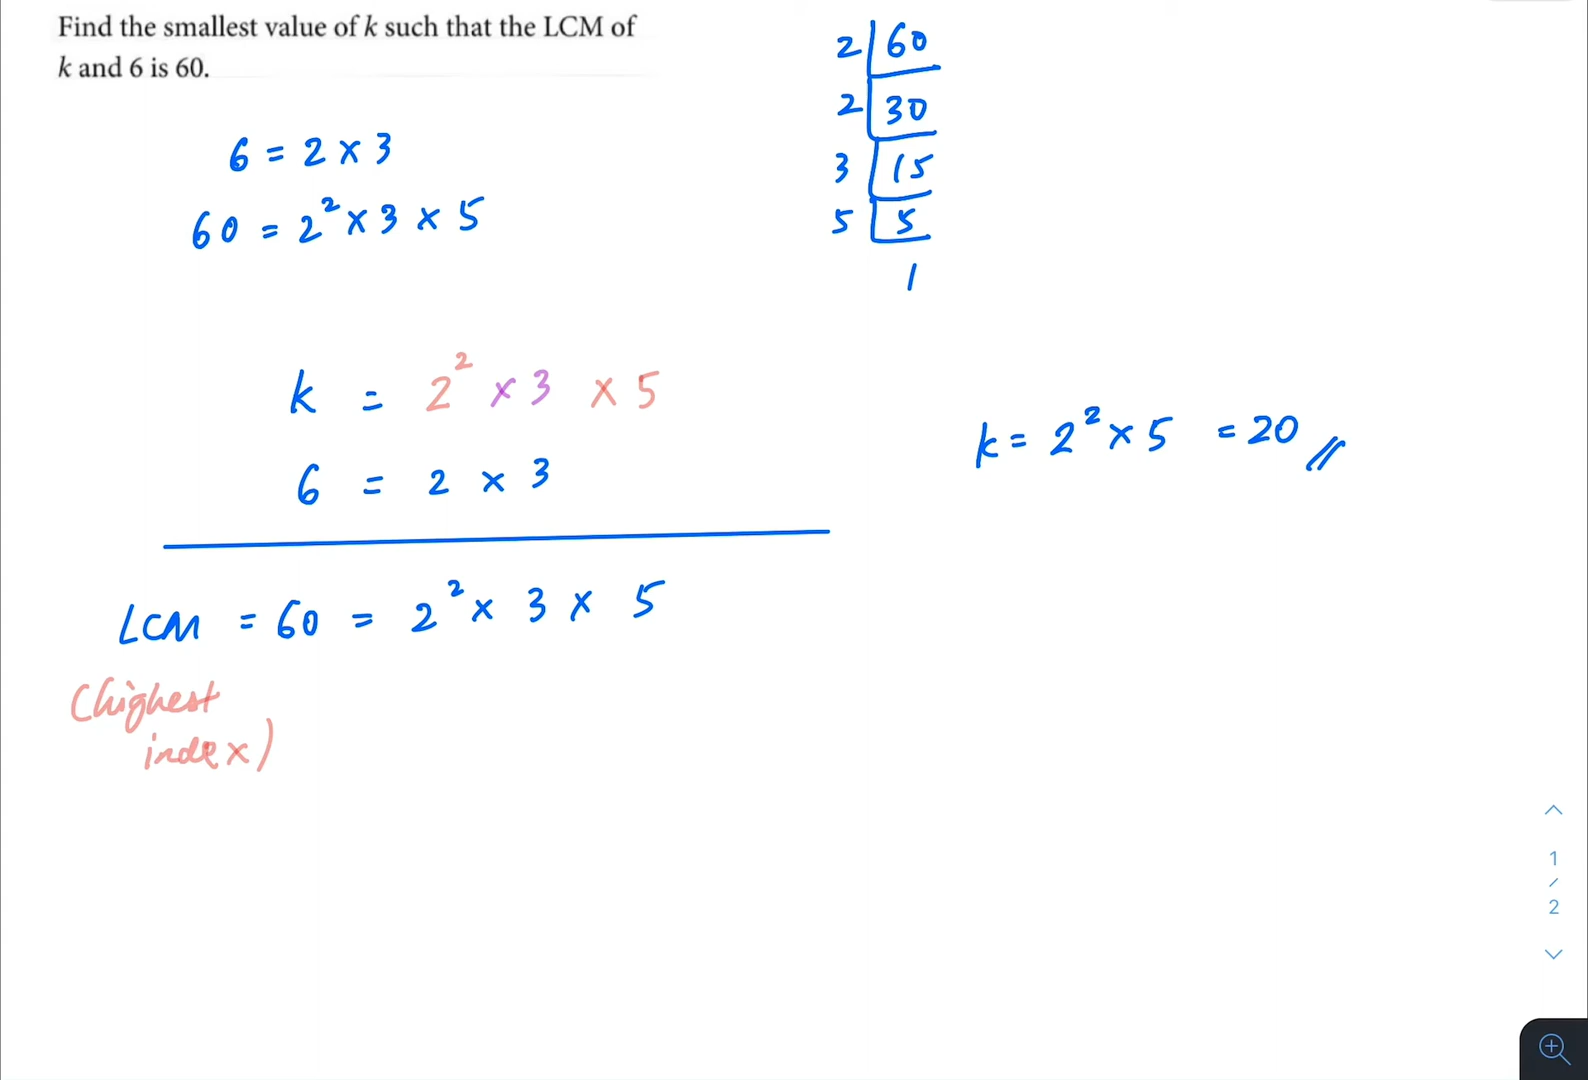 Find the smallest value of k such that the LCM of
k and 6 is 60.
6 = 2 × 3
60 = 2² × 3 × 5
2 | 60
2 | 30
3 | 15
5 | 5
1
k = 2² × 3 × 5
6 = 2 × 3
LCM = 60 = 2² × 3 × 5
(highest
index)
k = 2² × 5 = 20 //
1
/
2